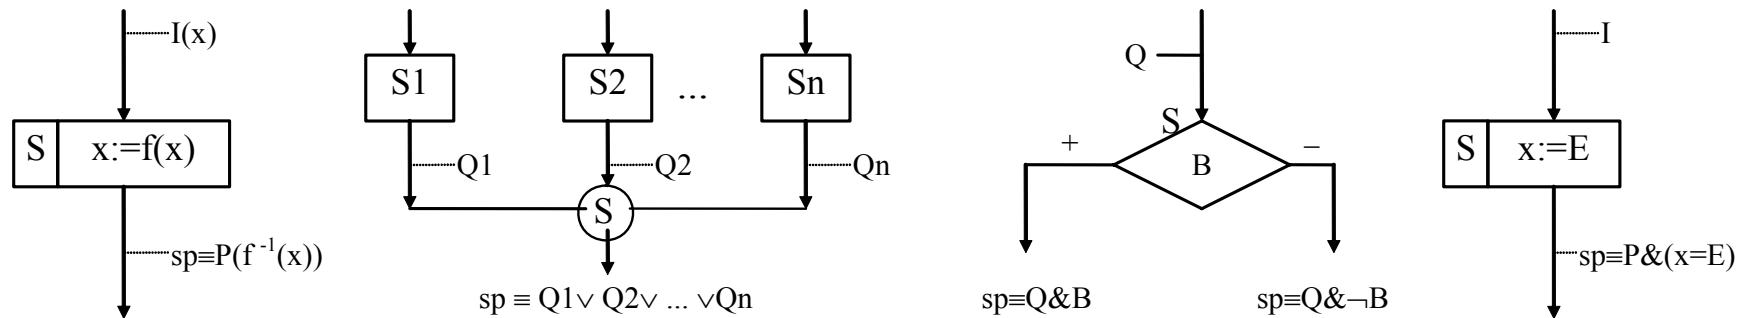 I(x)
S x:=f(x)
sp≡P(f⁻¹(x))
S1 S2 ... Sn
Q1 Q2 Qn
S
sp ≡ Q1∨ Q2∨ ... ∨Qn
Q
S
+ B –
sp≡Q&B sp≡Q&¬B
I
S x:=E
sp≡P&(x=E)